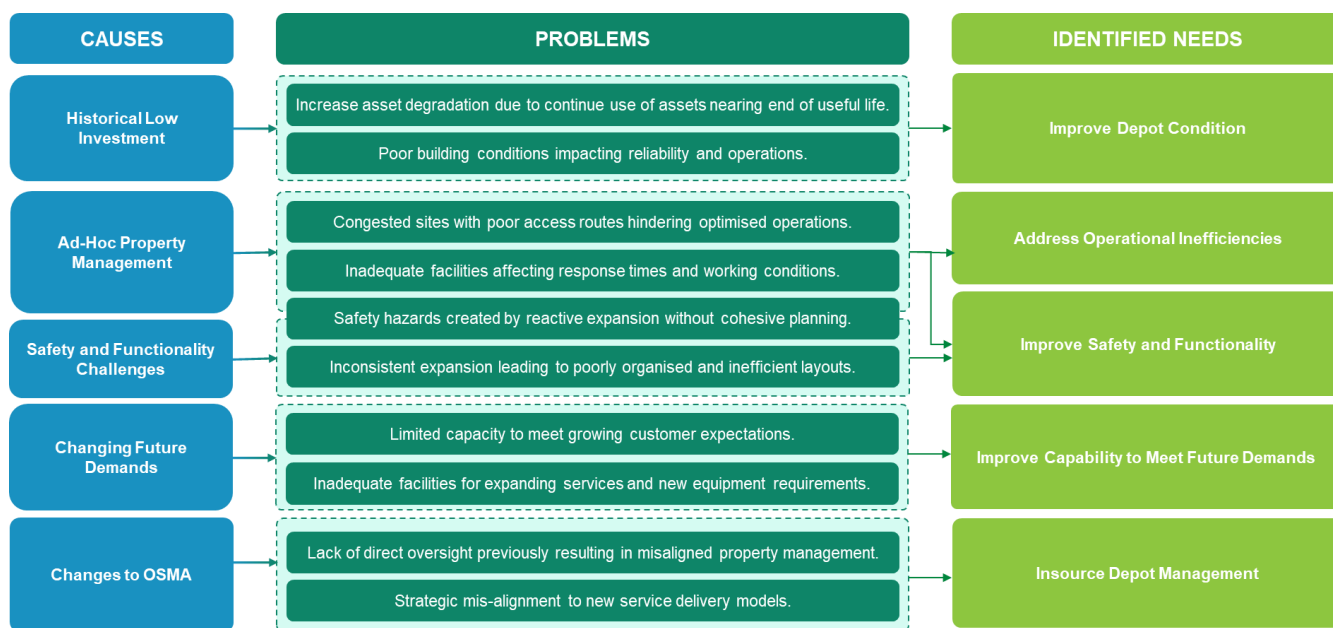 CAUSES
PROBLEMS
IDENTIFIED NEEDS
Historical Low
Investment
Increase asset degradation due to continue use of assets nearing end of useful life.
Poor building conditions impacting reliability and operations.
Improve Depot Condition
Ad-Hoc Property
Management
Congested sites with poor access routes hindering optimised operations.
Inadequate facilities affecting response times and working conditions.
Address Operational Inefficiencies
Safety and Functionality
Challenges
Safety hazards created by reactive expansion without cohesive planning.
Inconsistent expansion leading to poorly organised and inefficient layouts.
Improve Safety and Functionality
Changing Future
Demands
Limited capacity to meet growing customer expectations.
Inadequate facilities for expanding services and new equipment requirements.
Improve Capability to Meet Future Demands
Changes to OSMA
Lack of direct oversight previously resulting in misaligned property management.
Strategic mis-alignment to new service delivery models.
Insource Depot Management